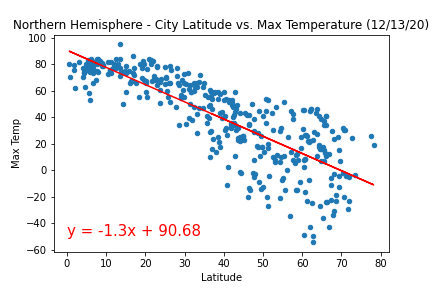 Northern Hemisphere - City Latitude vs. Max Temperature (12/13/20)
100
80
60
40
20
0
−20
−40
−60
Max Temp
y = -1.3x + 90.68
0 10 20 30 40 50 60 70 80
Latitude